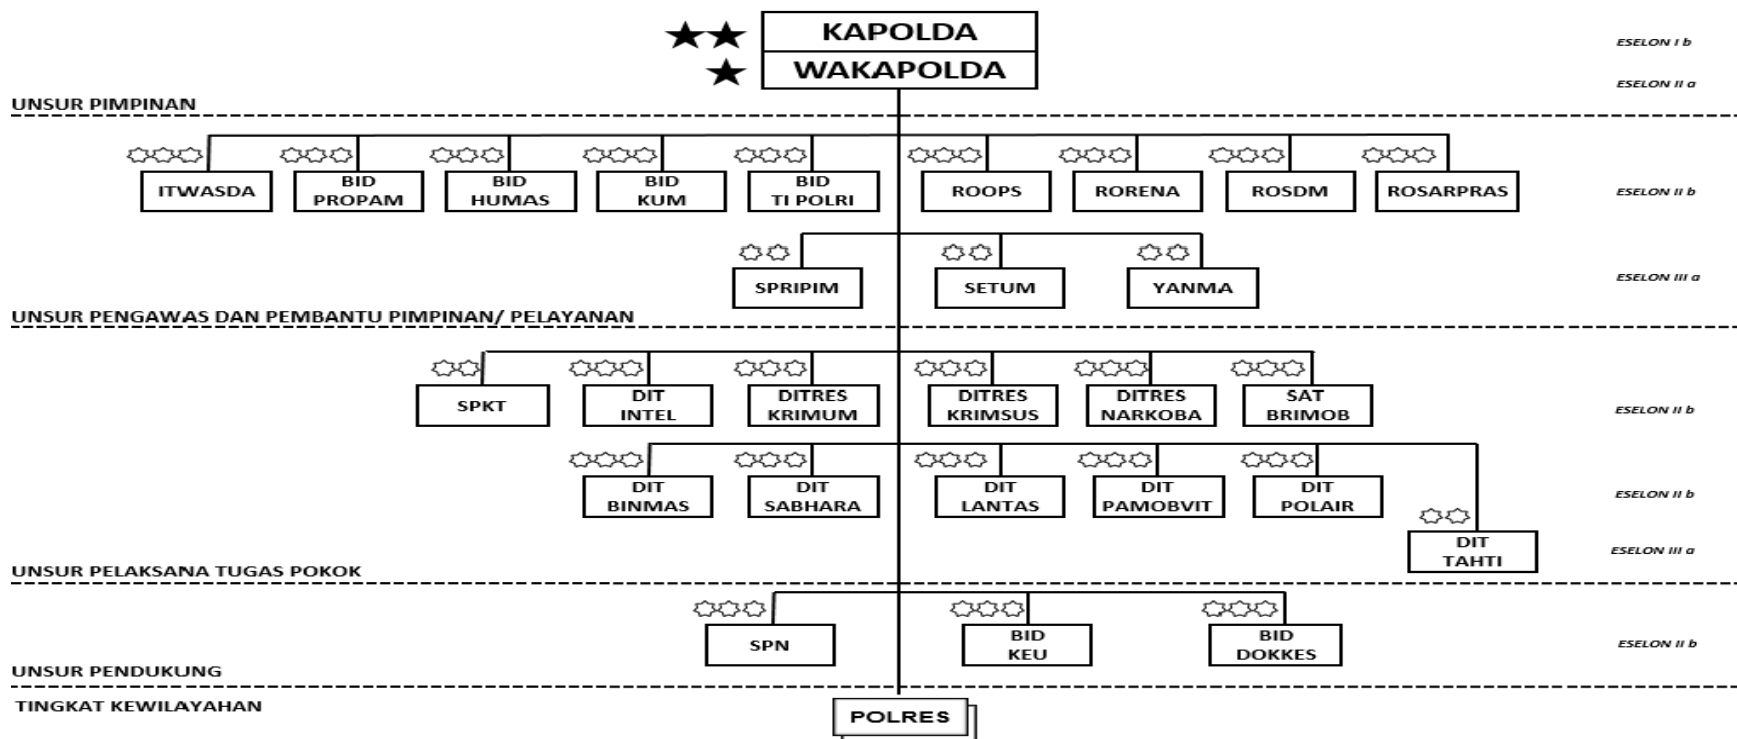 KAPOLDA
ESELON I b
WAKAPOLDA
ESELON II a
UNSUR PIMPINAN
ITWASDA
BID
PROPAM
BID
HUMAS
BID
KUM
BID
TI POLRI
ROOPS
RORENA
ROSDM
ROSARPRAS
ESELON II b
SPRIPIM
SETUM
YANMA
ESELON III a
UNSUR PENGAWAS DAN PEMBANTU PIMPINAN/ PELAYANAN
SPKT
DIT
INTEL
DITRES
KRIMUM
DITRES
KRIMSUS
DITRES
NARKOBA
SAT
BRIMOB
ESELON II b
DIT
BINMAS
DIT
SABHARA
DIT
LANTAS
DIT
PAMOBVIT
DIT
POLAIR
ESELON II b
DIT
TAHTI
ESELON III a
UNSUR PELAKSANA TUGAS POKOK
SPN
BID
KEU
BID
DOKKES
ESELON II b
UNSUR PENDUKUNG
TINGKAT KEWILAYAHAN
POLRES